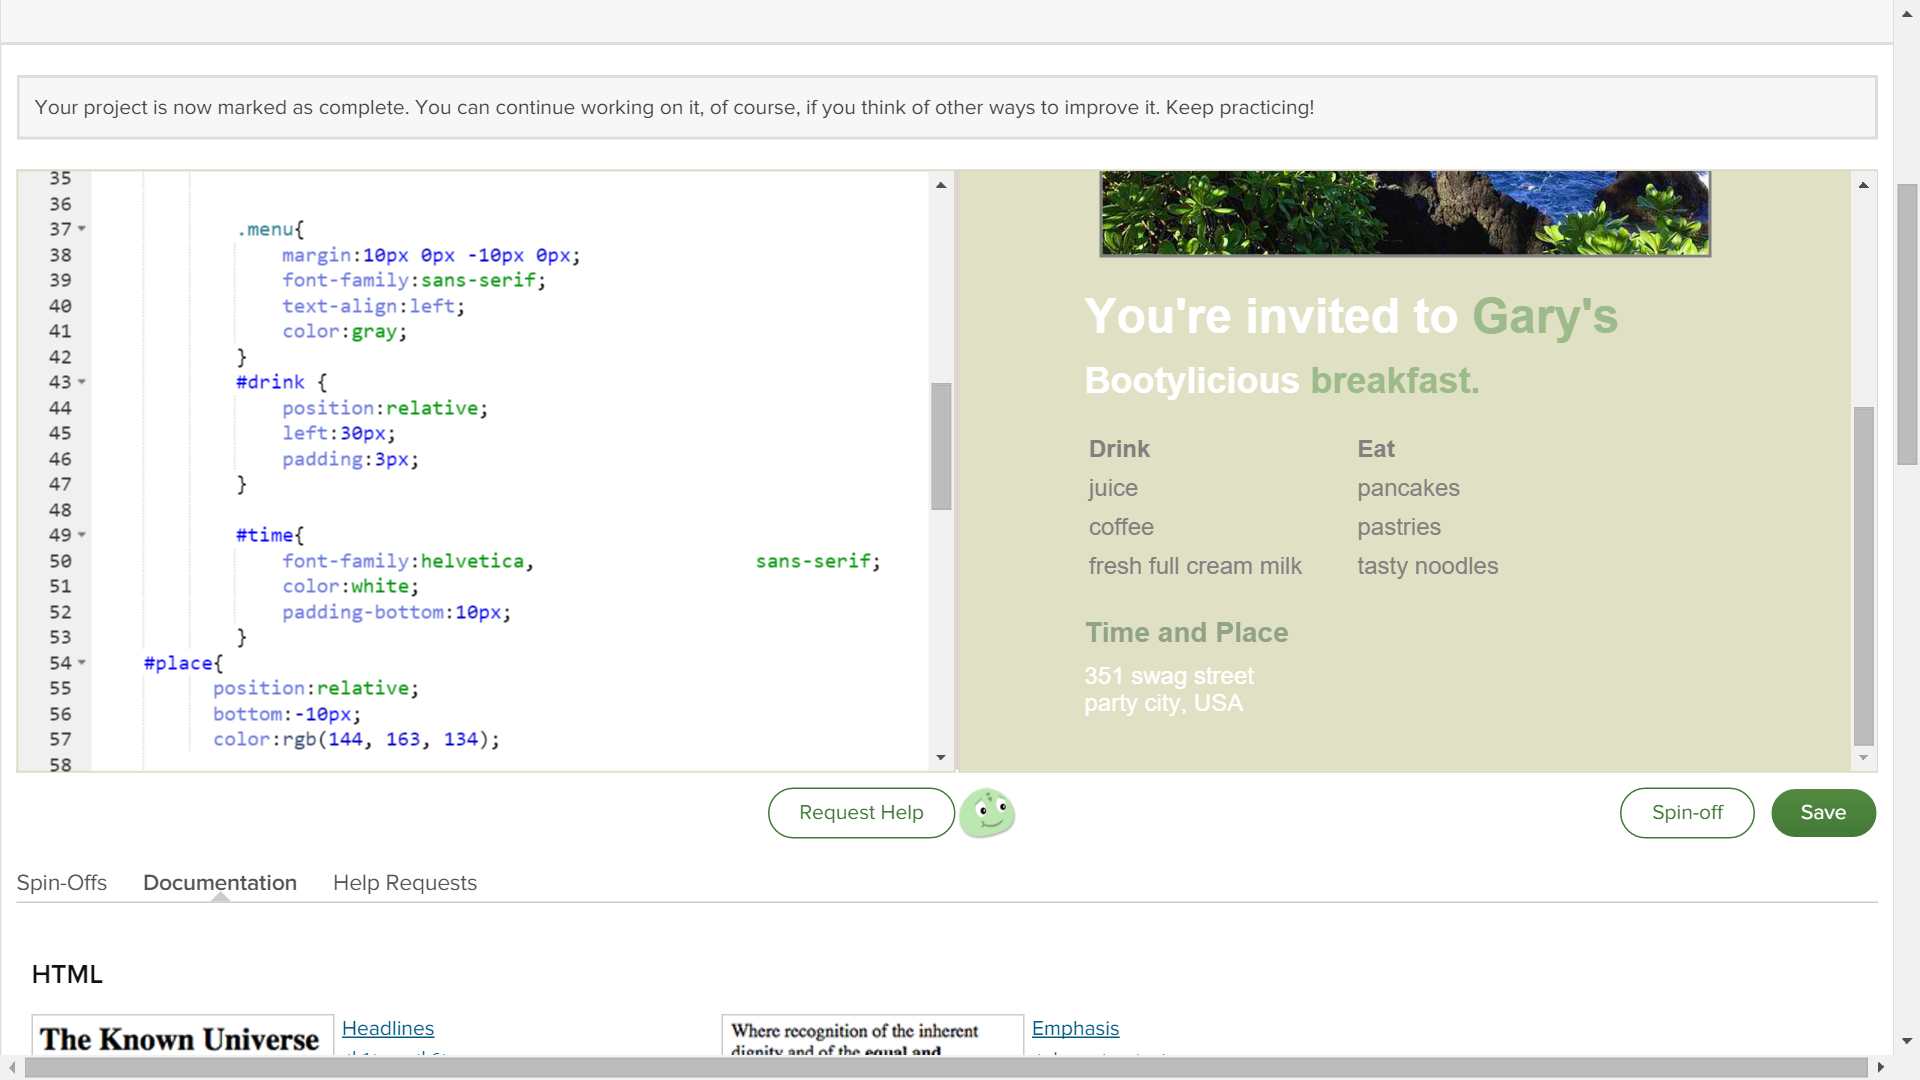 Your project is now marked as complete. You can continue working on it, of course, if you think of other ways to improve it. Keep practicing!
35
36
37 .menu{
38 margin:10px 0px -10px 0px;
39 font-family:sans-serif;
40 text-align:left;
41 color:gray;
42 }
43 #drink {
44 position:relative;
45 left:30px;
46 padding:3px;
47 }
48
49 #time{
50 font-family:helvetica, sans-serif;
51 color:white;
52 padding-bottom:10px;
53 }
54 #place{
55 position:relative;
56 bottom:-10px;
57 color:rgb(144, 163, 134);
58
You're invited to Gary's
Bootylicious breakfast.
Drink Eat
juice pancakes
coffee pastries
fresh full cream milk tasty noodles
Time and Place
351 swag street
party city, USA
Request Help
Spin-off
Save
Spin-Offs Documentation Help Requests
HTML
The Known Universe
Headlines
Where recognition of the inherent
dignity and of the equal and
Emphasis